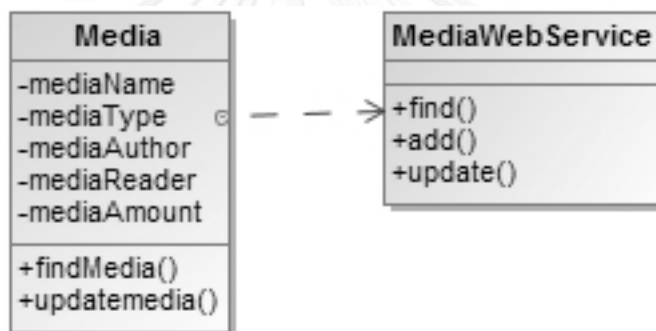 Media
-mediaName
-mediaType
-mediaAuthor
-mediaReader
-mediaAmount
+findMedia()
+updatemedia()
MediaWebService
+find()
+add()
+update()